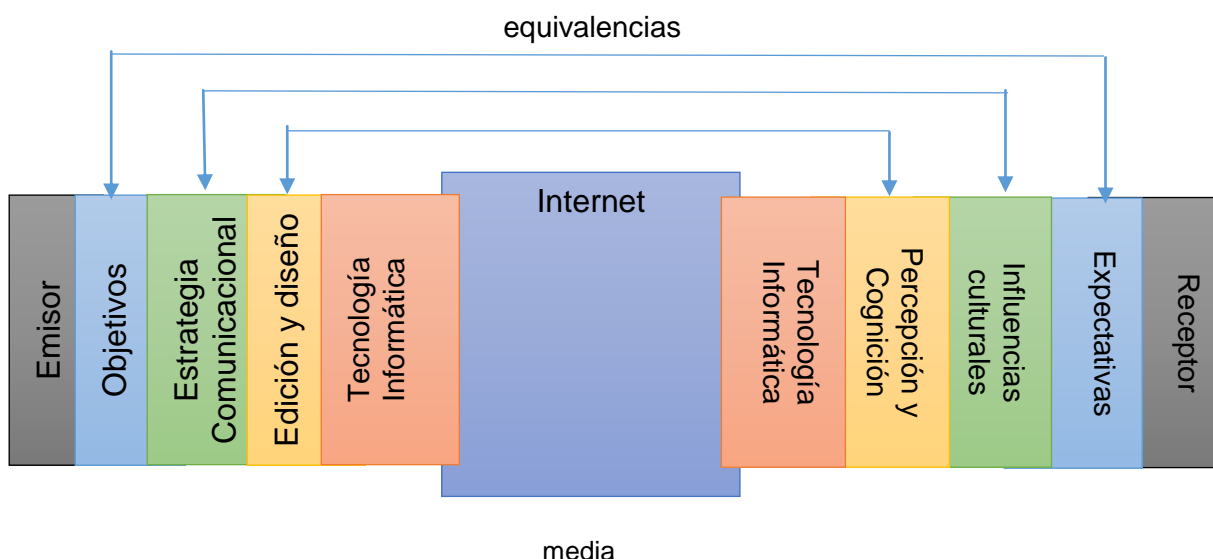 equivalencias
Emisor
Objetivos
Estrategia
Comunicacional
Edición y diseño
Tecnología
Informática
Internet
Tecnología
Informática
Percepción y
Cognición
Influencias
culturales
Expectativas
Receptor
media